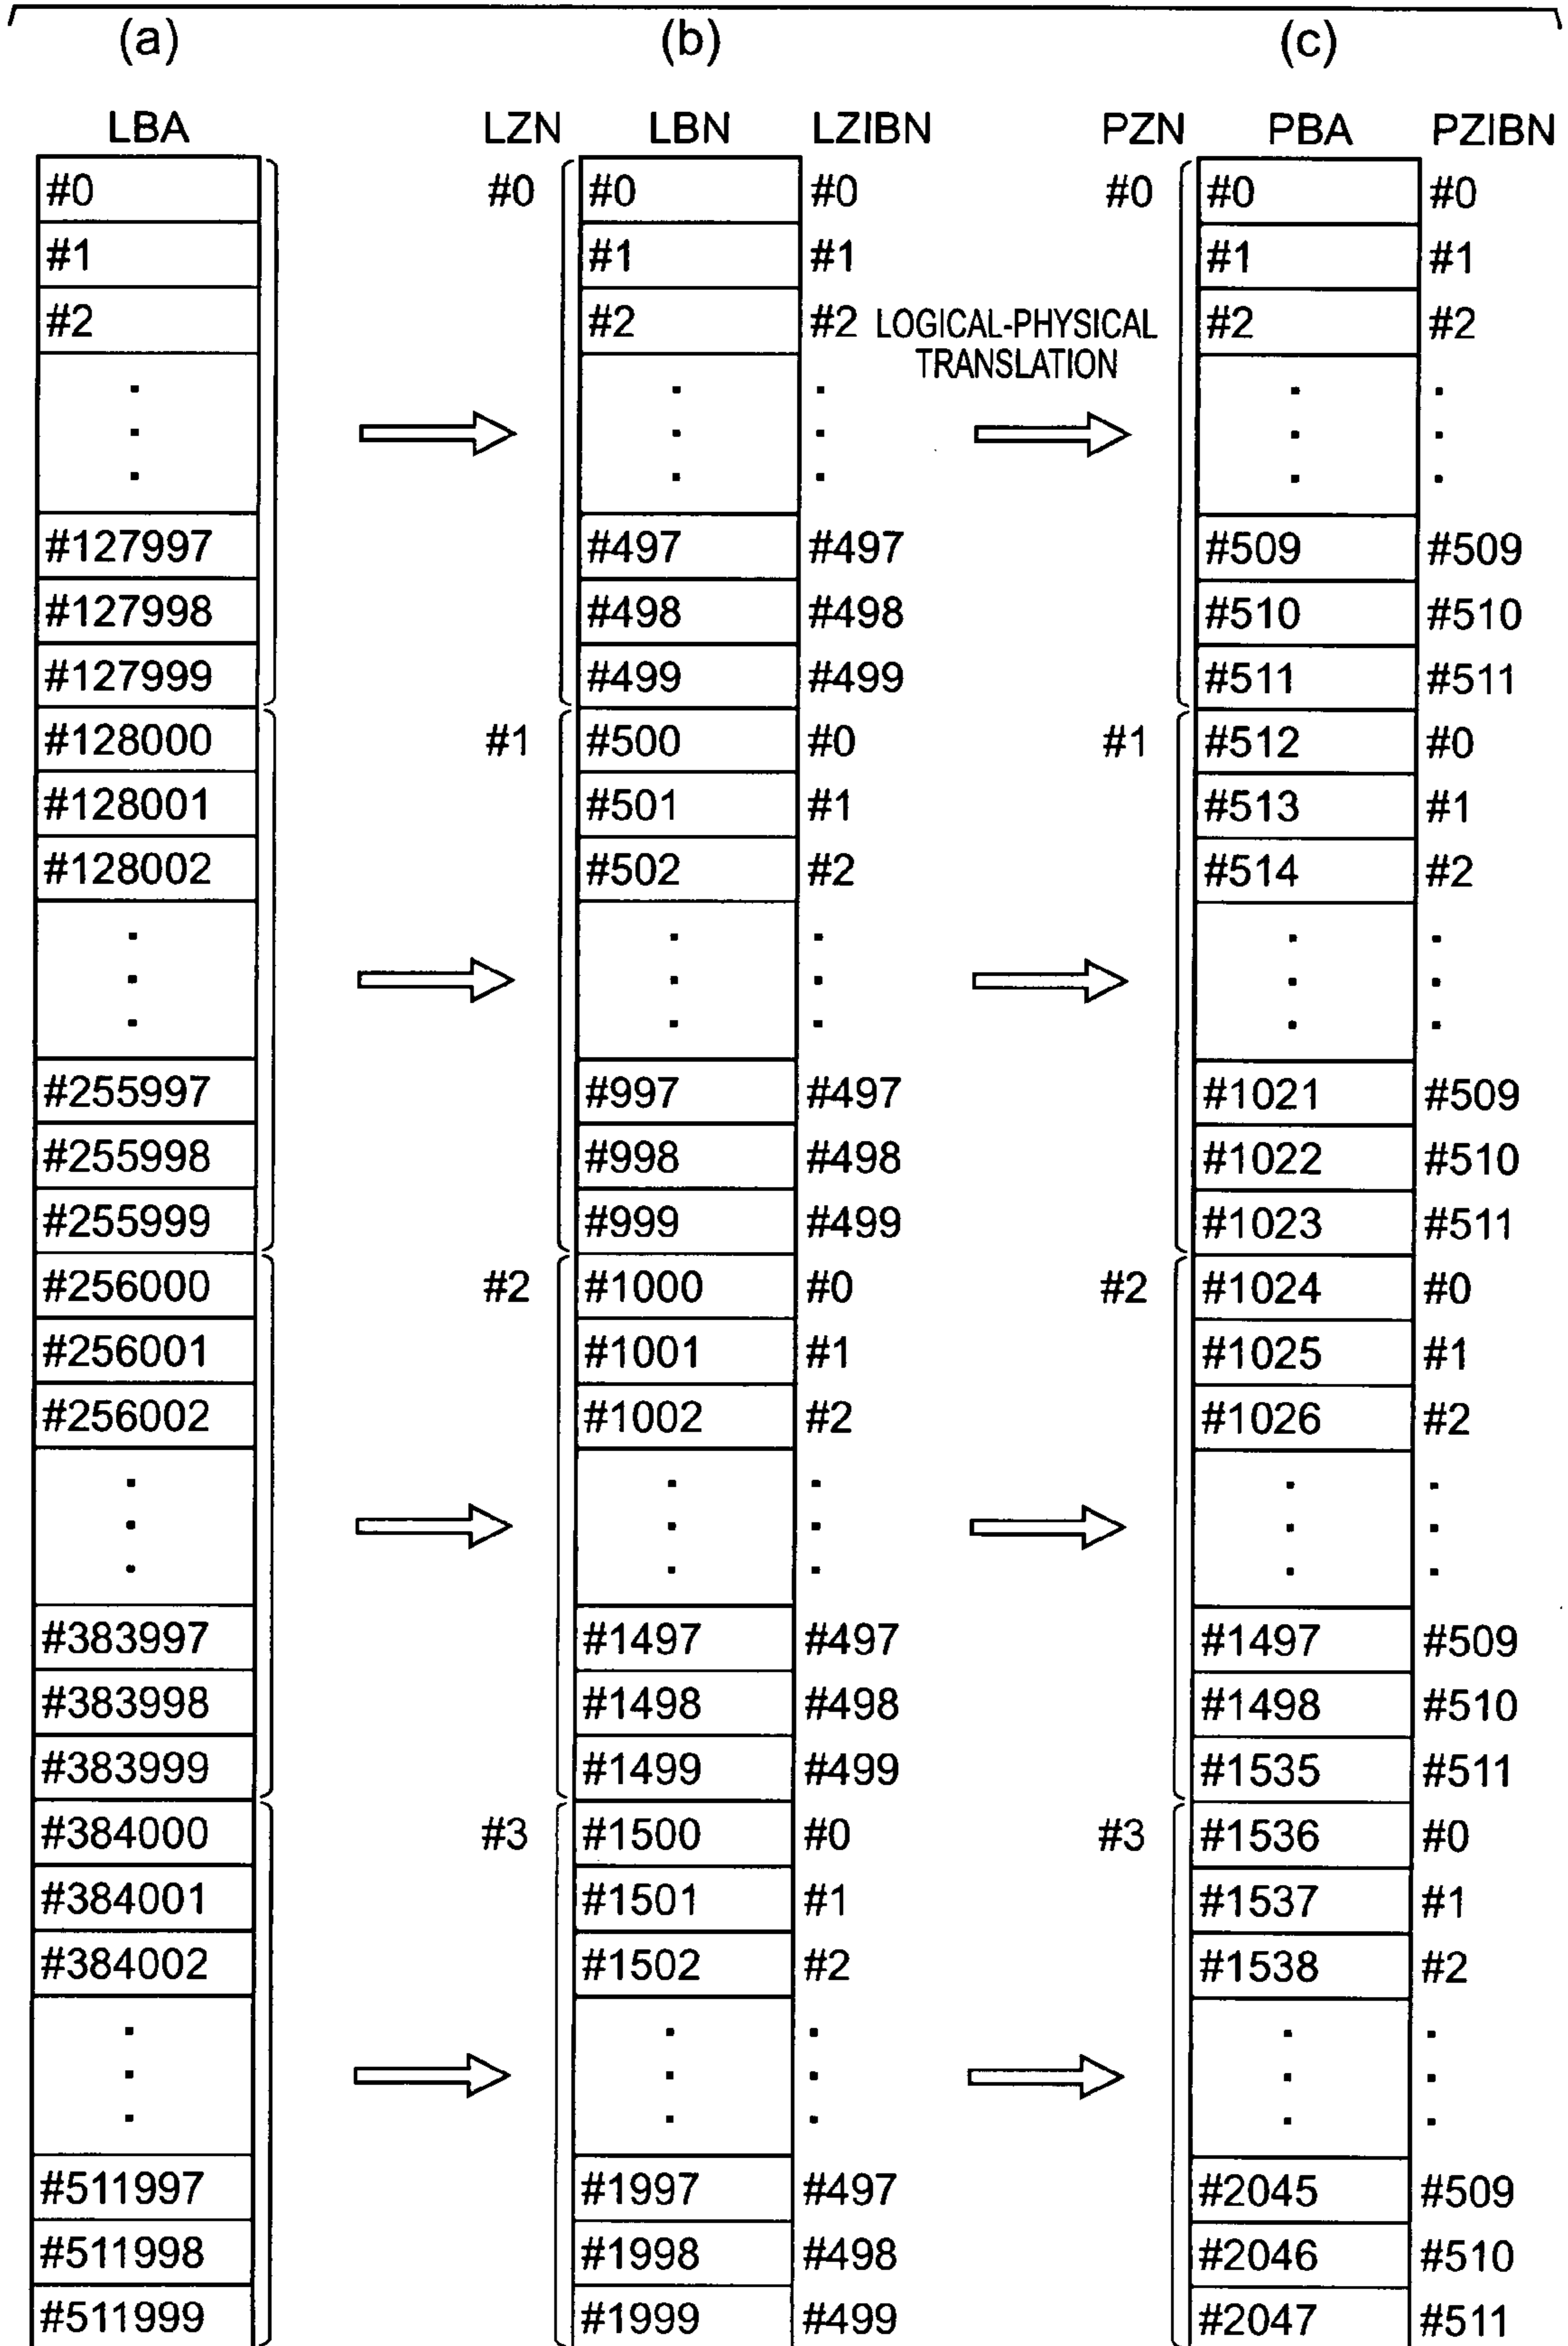 (a) (b) (c)
LBA LZN LBN LZIBN PZN PBA PZIBN
#0 #0 #0 #0 #0 #0 #0
#1 #1 #1 #1 #1
#2 #2 #2 LOGICAL-PHYSICAL #2 #2
TRANSLATION
#127997 #497 #497 #509 #509
#127998 #498 #498 #510 #510
#127999 #499 #499 #511 #511
#128000 #1 #500 #0 #1 #512 #0
#128001 #501 #1 #513 #1
#128002 #502 #2 #514 #2
#255997 #997 #497 #1021 #509
#255998 #998 #498 #1022 #510
#255999 #999 #499 #1023 #511
#256000 #2 #1000 #0 #2 #1024 #0
#256001 #1001 #1 #1025 #1
#256002 #1002 #2 #1026 #2
#383997 #1497 #497 #1497 #509
#383998 #1498 #498 #1498 #510
#383999 #1499 #499 #1535 #511
#384000 #3 #1500 #0 #3 #1536 #0
#384001 #1501 #1 #1537 #1
#384002 #1502 #2 #1538 #2
#511997 #1997 #497 #2045 #509
#511998 #1998 #498 #2046 #510
#511999 #1999 #499 #2047 #511